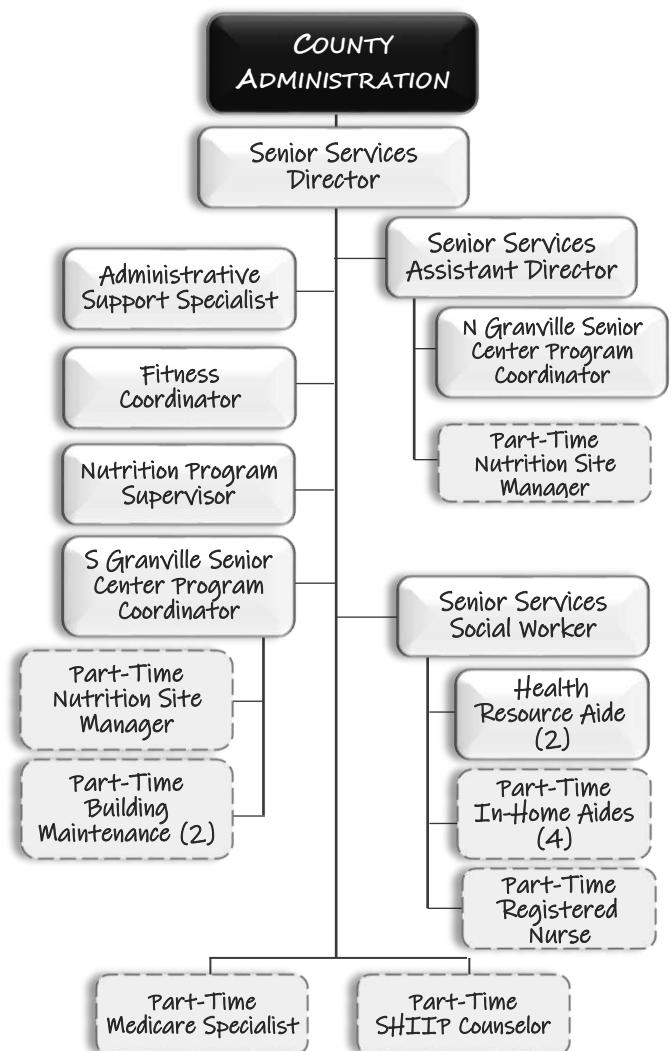 COUNTY
ADMINISTRATION
Senior Services
Director
Senior Services
Assistant Director
N Granville Senior
Center Program
Coordinator
Part-Time
Nutrition Site
Manager
Administrative
Support Specialist
Fitness
Coordinator
Nutrition Program
Supervisor
S Granville Senior
Center Program
Coordinator
Part-Time
Nutrition Site
Manager
Part-Time
Building
Maintenance (2)
Senior Services
Social Worker
Health
Resource Aide
(2)
Part-Time
In-Home Aides
(4)
Part-Time
Registered
Nurse
Part-Time
Medicare Specialist
Part-Time
SHIIP Counselor